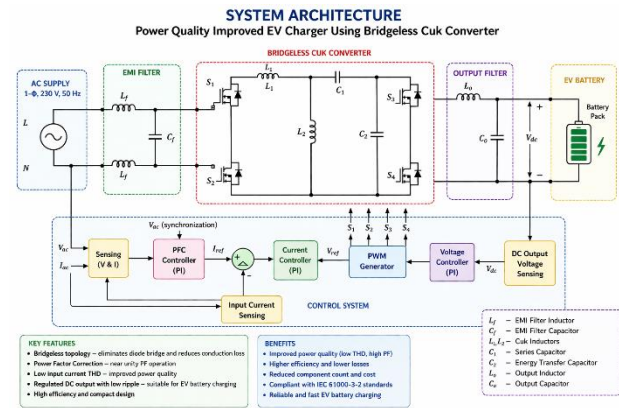 SYSTEM ARCHITECTURE
Power Quality Improved EV Charger Using Bridgeless Cuk Converter
BRIDGELESS CUK CONVERTER
AC SUPPLY
1–Φ, 230 V, 50 Hz
EMI FILTER
OUTPUT FILTER
EV BATTERY
L
N
Lf
Cf
Lf
S1
S2
L1
L1
L2
C1
C2
S3
S4
Lo
Co
+
Vdc
−
Battery
Pack
S1 S2 S3 S4
Vac (synchronization)
Vac
Iac
Sensing
(V & I)
PFC
Controller
(PI)
Iref
+
−
Current
Controller
(PI)
Vref
PWM
Generator
Voltage
Controller
(PI)
Vdc
DC Output
Voltage
Sensing
Input Current
Sensing
CONTROL SYSTEM
KEY FEATURES
• Bridgeless topology – eliminates diode bridge and reduces conduction loss
• Power Factor Correction – near unity PF operation
• Low input current THD – improved power quality
• Regulated DC output with low ripple – suitable for EV battery charging
• High efficiency and compact design
BENEFITS
• Improved power quality (low THD, high PF)
• Higher efficiency and lower losses
• Reduced component count and cost
• Compliant with IEC 61000-3-2 standards
• Reliable and fast EV battery charging
Lf – EMI Filter Inductor
Cf – EMI Filter Capacitor
L1, L2 – Cuk Inductors
C1 – Series Capacitor
C2 – Energy Transfer Capacitor
Lo – Output Inductor
Co – Output Capacitor